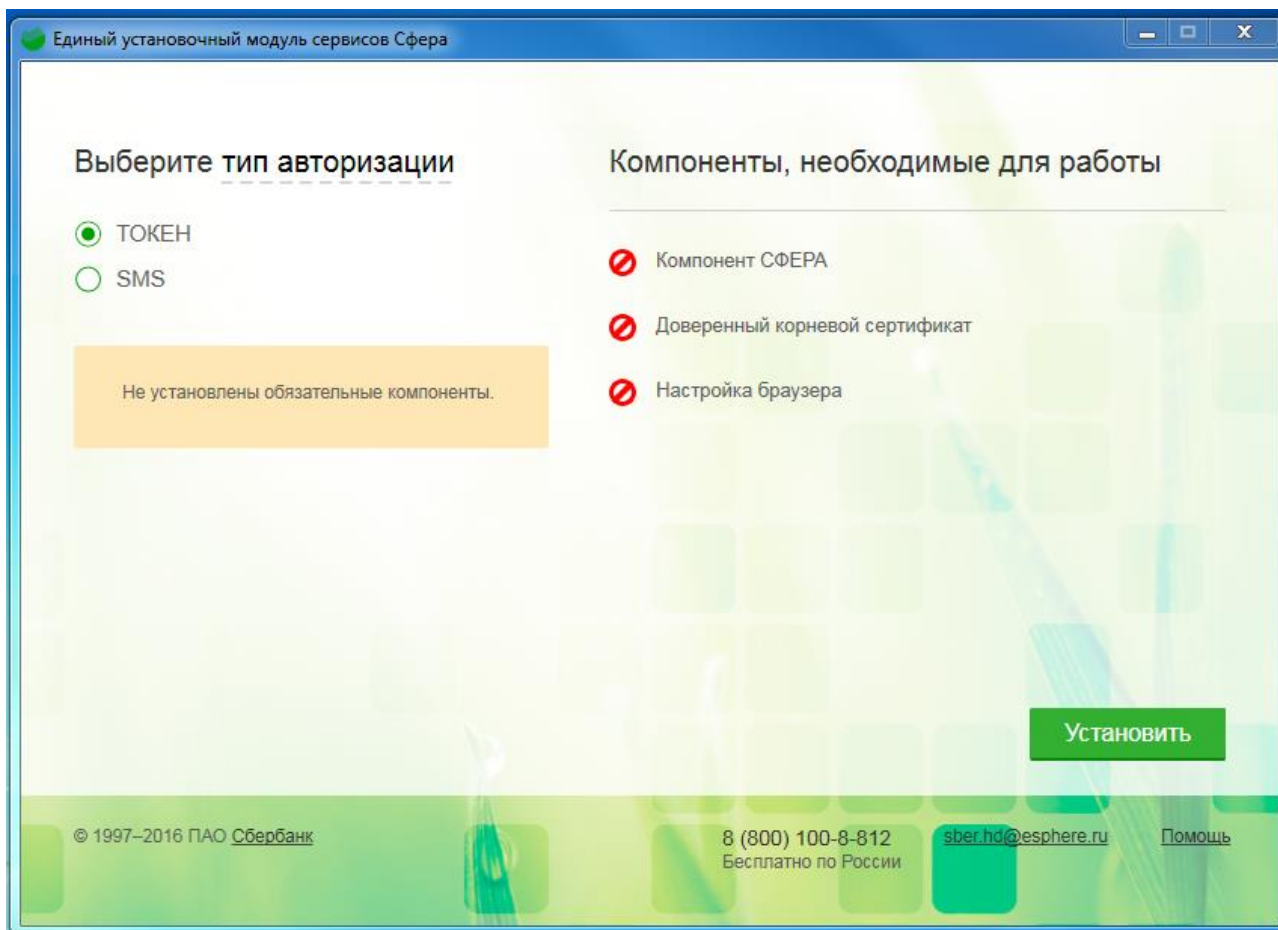 Единый установочный модуль сервисов Сфера
Выберите тип авторизации
ТОКЕН
SMS
Не установлены обязательные компоненты.
Компоненты, необходимые для работы
Компонент СФЕРА
Доверенный корневой сертификат
Настройка браузера
Установить
© 1997–2016 ПАО Сбербанк
8 (800) 100-8-812
Бесплатно по России
sber.hd@esphere.ru
Помощь